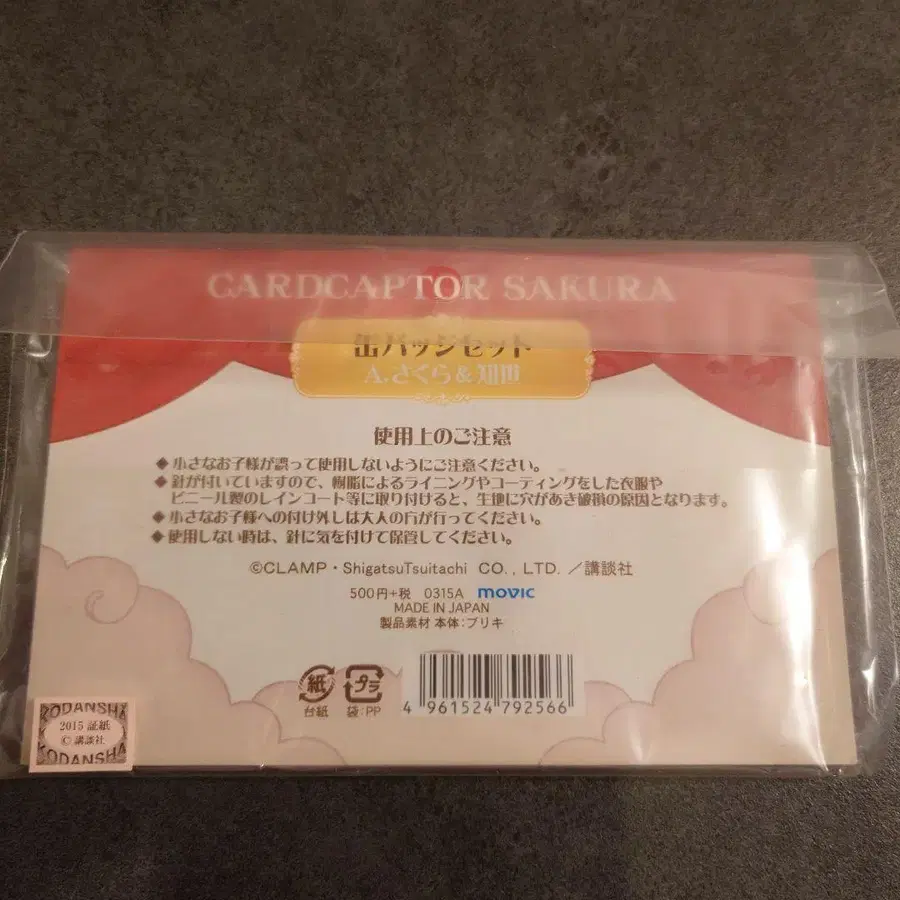 CARDCAPTOR SAKURA
缶バッジセット
A.さくら&知世
使用上のご注意
◆小さなお子様が誤って使用しないようにご注意ください。
◆針が付いていますので、樹脂によるライニングやコーティングをした衣服や
ビニール製のレインコート等に取り付けると、生地に穴があき破損の原因となります。
◆小さなお子様への付け外しは大人の方が行ってください。
◆使用しない時は、針に気を付けて保管してください。
©CLAMP・ShigatsuTsuitachi CO., LTD.／講談社
500円+税 0315A movic
MADE IN JAPAN
製品素材 本体:ブリキ
紙 プラ
台紙 袋:PP
4 961524 792566
KODANSHA
2015 証紙
© 講談社
KODANSHA